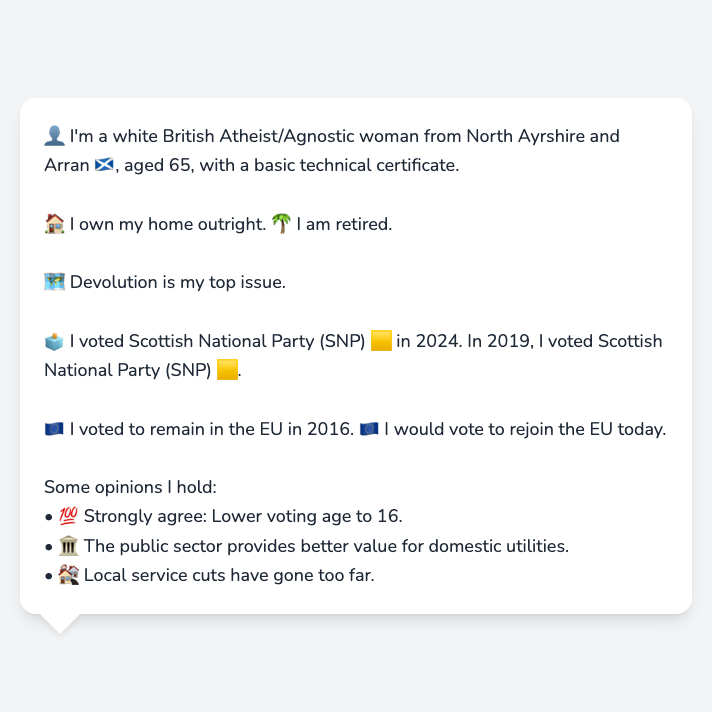 👤 I'm a white British Atheist/Agnostic woman from North Ayrshire and
Arran 🏴󠁧󠁢󠁳󠁣󠁴󠁿, aged 65, with a basic technical certificate.
🏠 I own my home outright. 🌴 I am retired.
🗺️ Devolution is my top issue.
🗳️ I voted Scottish National Party (SNP) 🟨 in 2024. In 2019, I voted Scottish
National Party (SNP) 🟨.
🇪🇺 I voted to remain in the EU in 2016. 🇪🇺 I would vote to rejoin the EU today.
Some opinions I hold:
• 💯 Strongly agree: Lower voting age to 16.
• 🏛️ The public sector provides better value for domestic utilities.
• 🏚️ Local service cuts have gone too far.